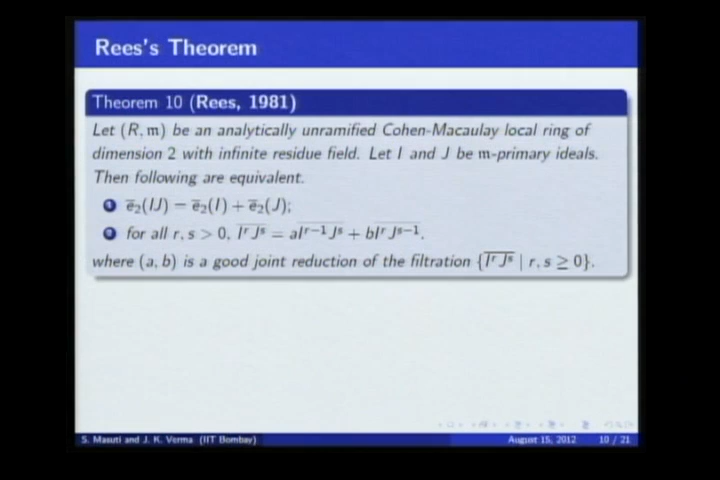 Rees's Theorem
Theorem 10 (Rees, 1981)
Let (R, m) be an analytically unramified Cohen-Macaulay local ring of
dimension 2 with infinite residue field. Let I and J be m-primary ideals.
Then following are equivalent.
1 e̅₂(IJ) − e̅₂(I) + e̅₂(J);
2 for all r, s > 0, \overline{I^r J^s} = a\overline{I^{r−1} J^s} + b\overline{I^r J^{s−1}}.
where (a, b) is a good joint reduction of the filtration {\overline{I^r J^s} | r, s ≥ 0}.
S. Masuti and J. K. Verma (IIT Bombay) August 15, 2012 10 / 21